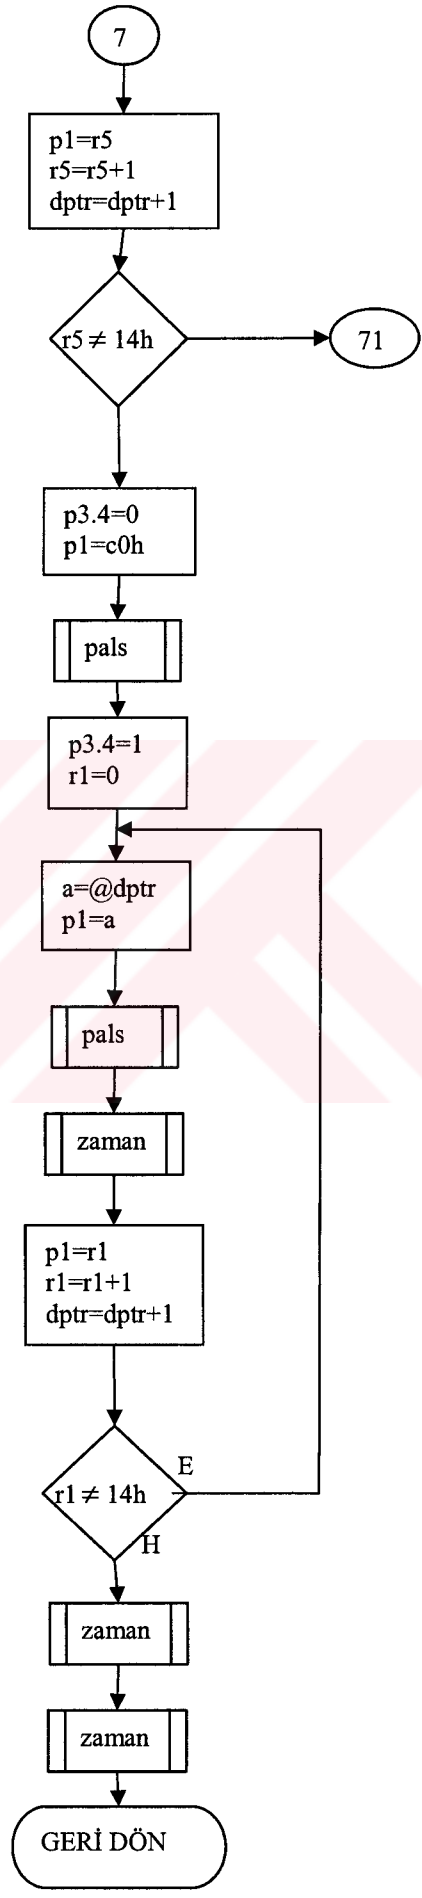 7
p1=r5
r5=r5+1
dptr=dptr+1
r5 ≠ 14h
71
p3.4=0
p1=c0h
pals
p3.4=1
r1=0
a=@dptr
p1=a
pals
zaman
p1=r1
r1=r1+1
dptr=dptr+1
E
r1 ≠ 14h
H
zaman
zaman
GERİ DÖN